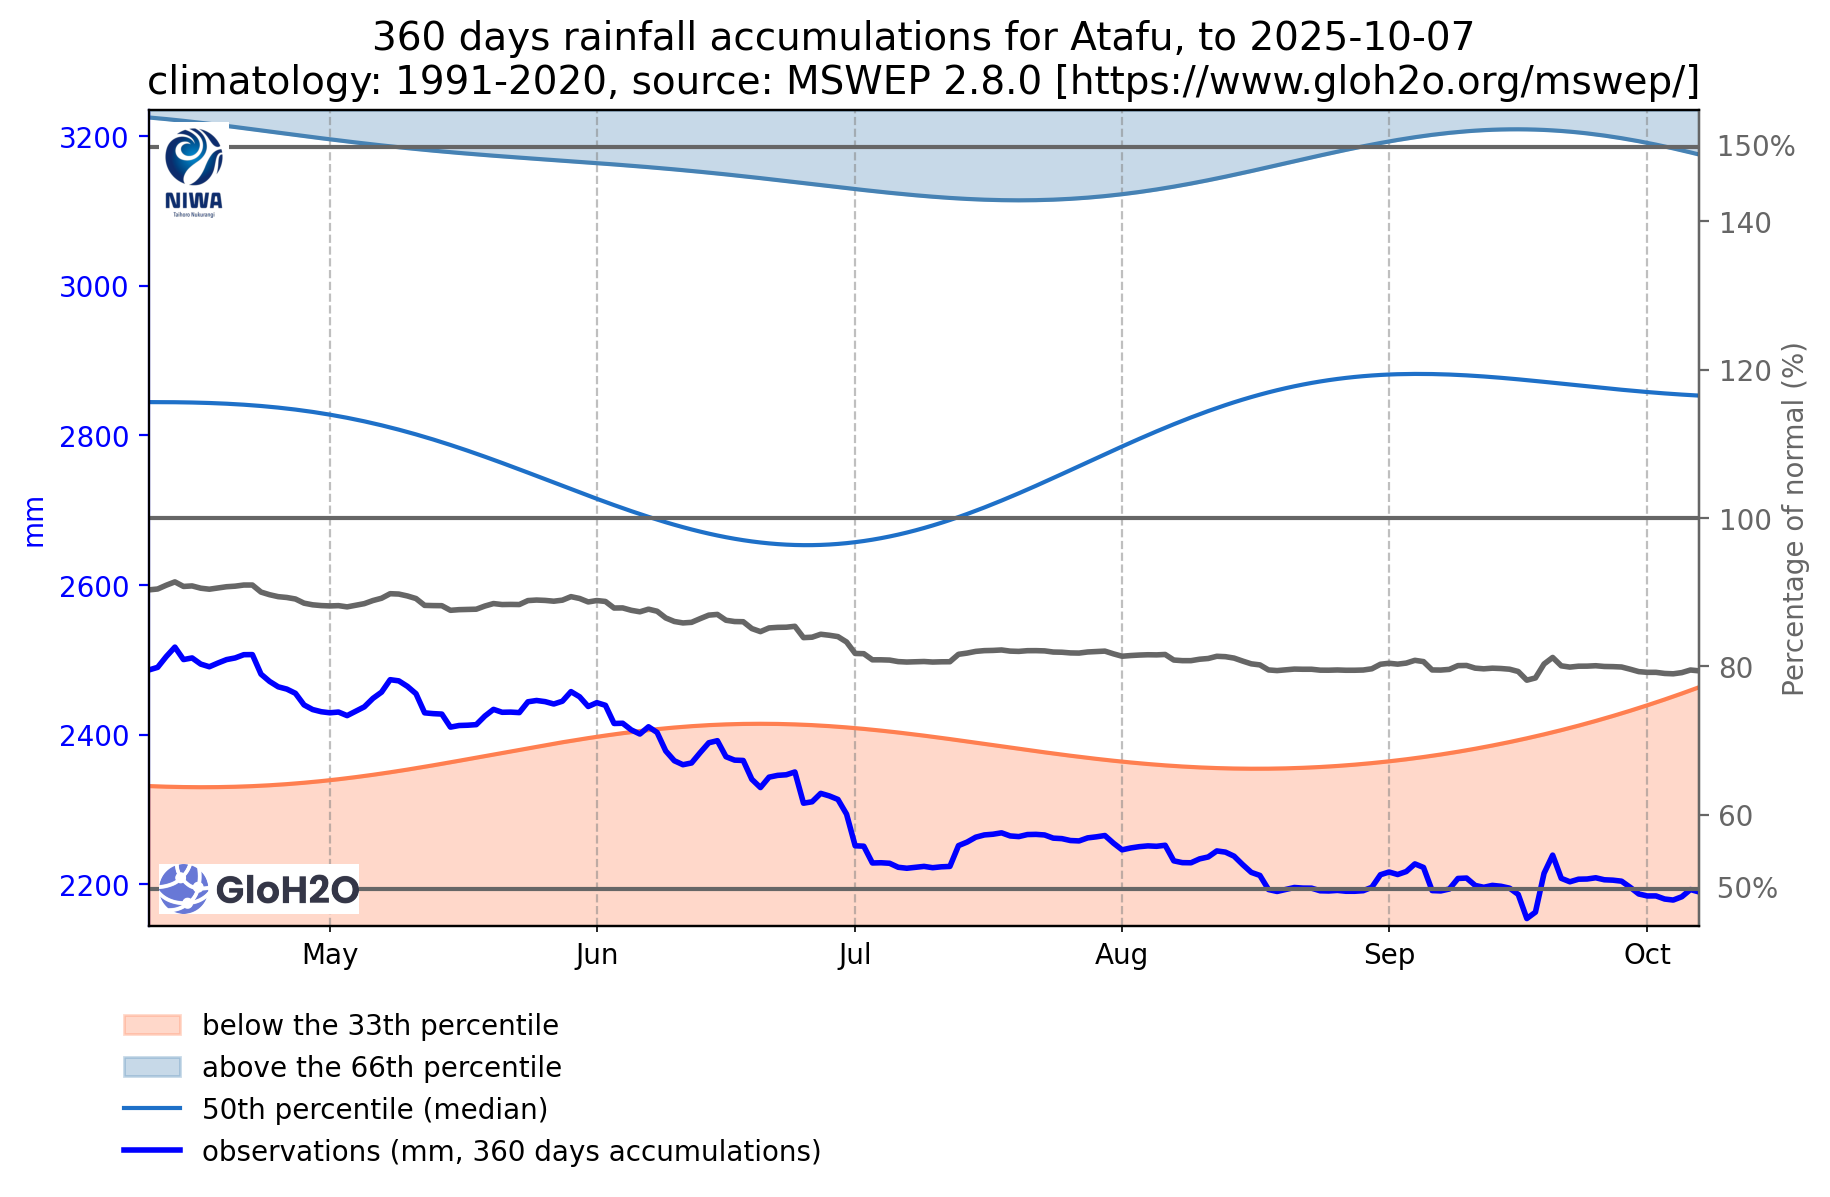 360 days rainfall accumulations for Atafu, to 2025-10-07
climatology: 1991-2020, source: MSWEP 2.8.0 [https://www.gloh2o.org/mswep/]
3200
3000
2800
2600
2400
2200
mm
NIWA
Taihoro Nukurangi
GloH2O
150%
140
120
100
80
60
50%
Percentage of normal (%)
May Jun Jul Aug Sep Oct
below the 33th percentile
above the 66th percentile
50th percentile (median)
observations (mm, 360 days accumulations)